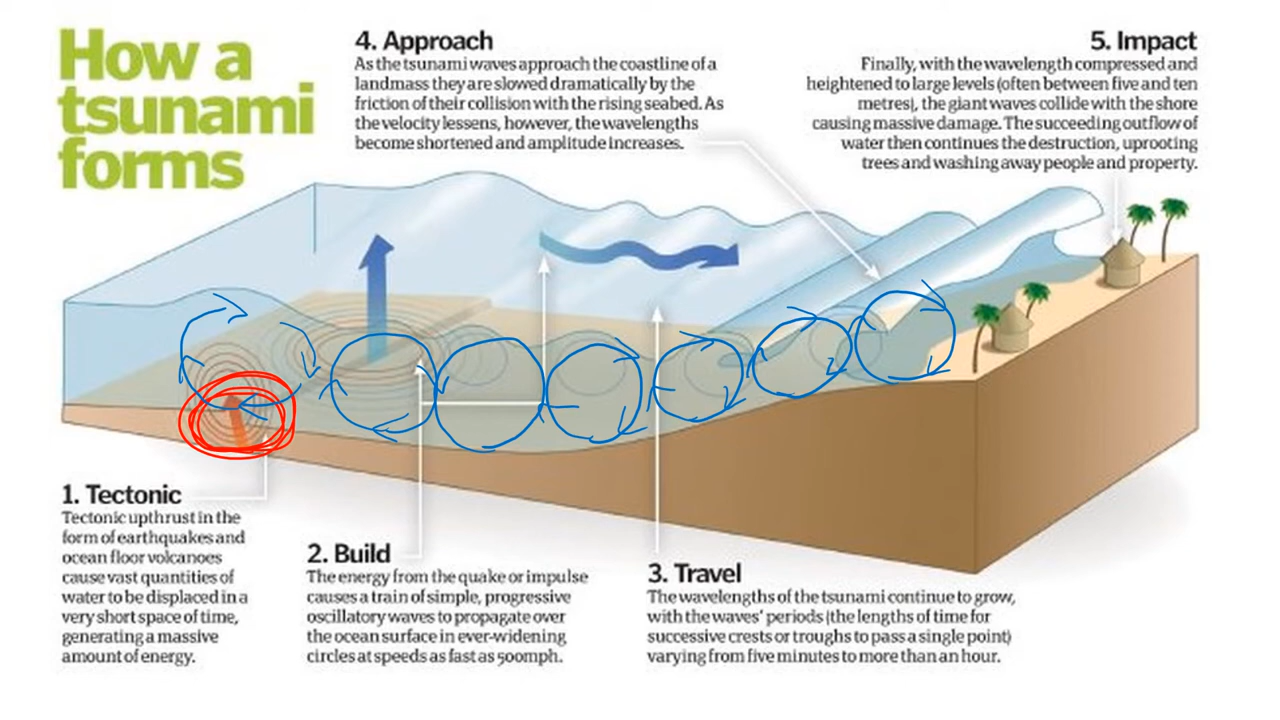 How a
tsunami
forms
4. Approach
As the tsunami waves approach the coastline of a
landmass they are slowed dramatically by the
friction of their collision with the rising seabed. As
the velocity lessens, however, the wavelengths
become shortened and amplitude increases.
5. Impact
Finally, with the wavelength compressed and
heightened to large levels (often between five and ten
metres), the giant waves collide with the shore
causing massive damage. The succeeding outflow of
water then continues the destruction, uprooting
trees and washing away people and property.
1. Tectonic
Tectonic upthrust in the
form of earthquakes and
ocean floor volcanoes
cause vast quantities of
water to be displaced in a
very short space of time,
generating a massive
amount of energy.
2. Build
The energy from the quake or impulse
causes a train of simple, progressive
oscillatory waves to propagate over
the ocean surface in ever-widening
circles at speeds as fast as 500mph.
3. Travel
The wavelengths of the tsunami continue to grow,
with the waves' periods (the lengths of time for
successive crests or troughs to pass a single point)
varying from five minutes to more than an hour.